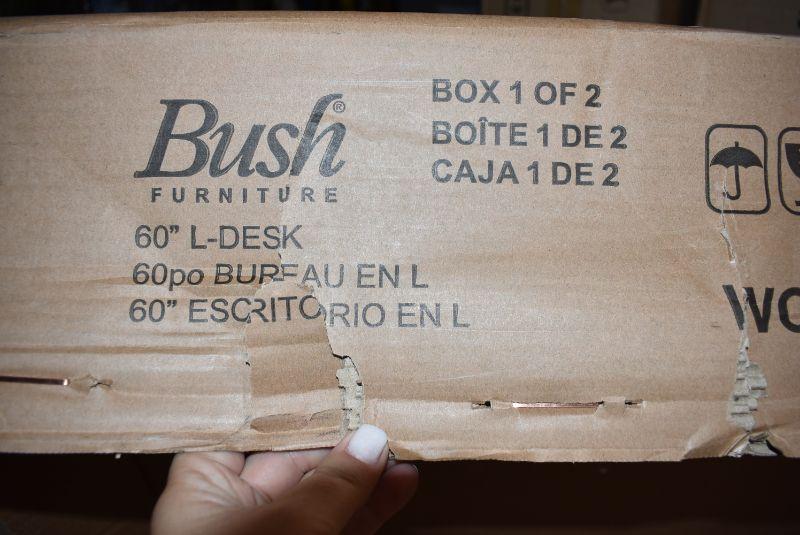 Bush®
FURNITURE
BOX 1 OF 2
BOÎTE 1 DE 2
CAJA 1 DE 2
60” L-DESK
60po BUREAU EN L
60” ESCRITORIO EN L